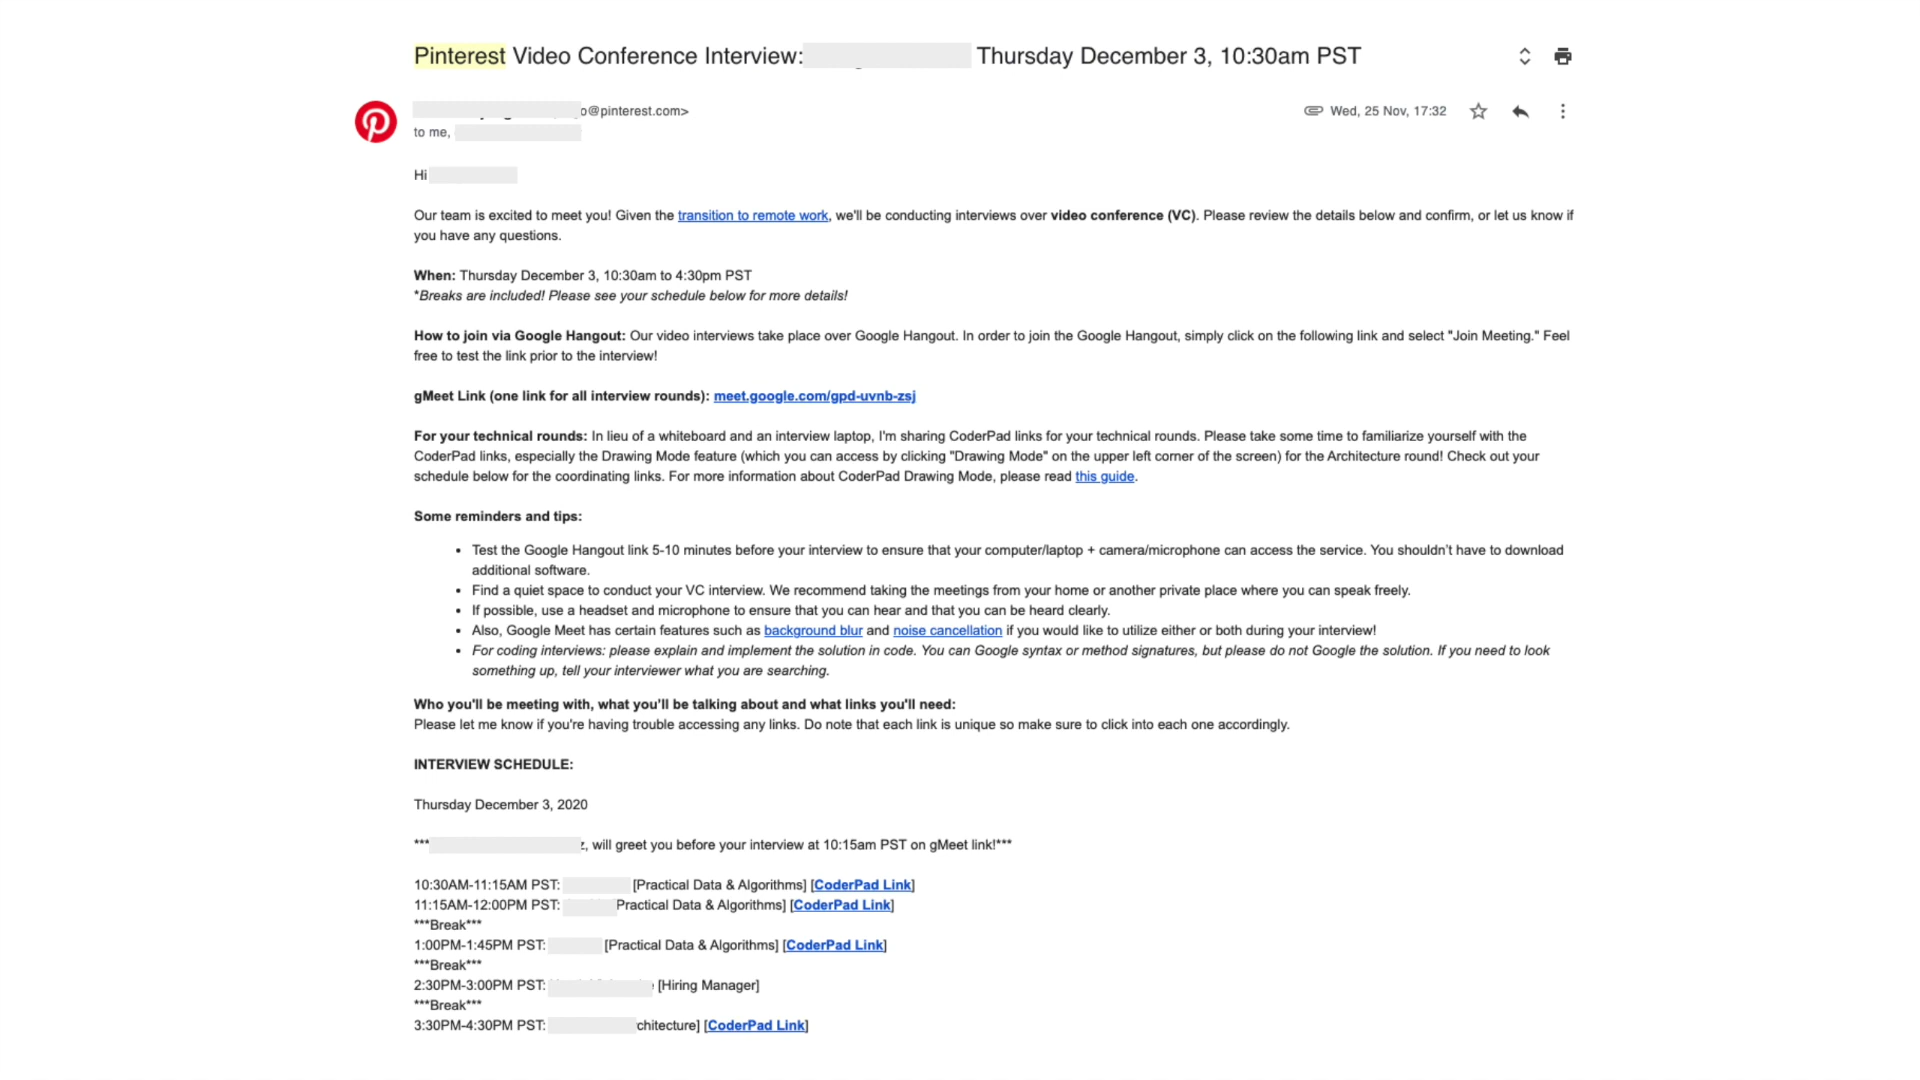 Pinterest Video Conference Interview: Thursday December 3, 10:30am PST
o@pinterest.com> Wed, 25 Nov, 17:32
to me,
Hi
Our team is excited to meet you! Given the transition to remote work, we'll be conducting interviews over video conference (VC). Please review the details below and confirm, or let us know if
you have any questions.
When: Thursday December 3, 10:30am to 4:30pm PST
*Breaks are included! Please see your schedule below for more details!
How to join via Google Hangout: Our video interviews take place over Google Hangout. In order to join the Google Hangout, simply click on the following link and select "Join Meeting." Feel
free to test the link prior to the interview!
gMeet Link (one link for all interview rounds): meet.google.com/gpd-uvnb-zsj
For your technical rounds: In lieu of a whiteboard and an interview laptop, I'm sharing CoderPad links for your technical rounds. Please take some time to familiarize yourself with the
CoderPad links, especially the Drawing Mode feature (which you can access by clicking "Drawing Mode" on the upper left corner of the screen) for the Architecture round! Check out your
schedule below for the coordinating links. For more information about CoderPad Drawing Mode, please read this guide.
Some reminders and tips:
• Test the Google Hangout link 5-10 minutes before your interview to ensure that your computer/laptop + camera/microphone can access the service. You shouldn't have to download
additional software.
• Find a quiet space to conduct your VC interview. We recommend taking the meetings from your home or another private place where you can speak freely.
• If possible, use a headset and microphone to ensure that you can hear and that you can be heard clearly.
• Also, Google Meet has certain features such as background blur and noise cancellation if you would like to utilize either or both during your interview!
• For coding interviews: please explain and implement the solution in code. You can Google syntax or method signatures, but please do not Google the solution. If you need to look
something up, tell your interviewer what you are searching.
Who you'll be meeting with, what you'll be talking about and what links you'll need:
Please let me know if you're having trouble accessing any links. Do note that each link is unique so make sure to click into each one accordingly.
INTERVIEW SCHEDULE:
Thursday December 3, 2020
*** z, will greet you before your interview at 10:15am PST on gMeet link!***
10:30AM-11:15AM PST: [Practical Data & Algorithms] [CoderPad Link]
11:15AM-12:00PM PST: Practical Data & Algorithms] [CoderPad Link]
***Break***
1:00PM-1:45PM PST: [Practical Data & Algorithms] [CoderPad Link]
***Break***
2:30PM-3:00PM PST: [Hiring Manager]
***Break***
3:30PM-4:30PM PST: chitecture] [CoderPad Link]